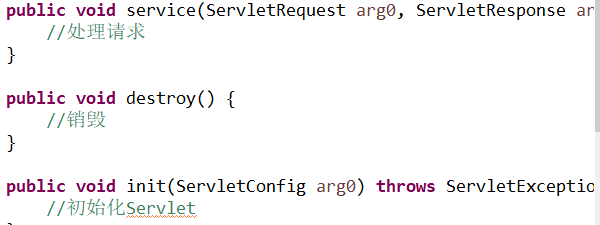 public void service(ServletRequest arg0, ServletResponse ar
//处理请求
}
public void destroy() {
//销毁
}
public void init(ServletConfig arg0) throws ServletExceptio
//初始化Servlet